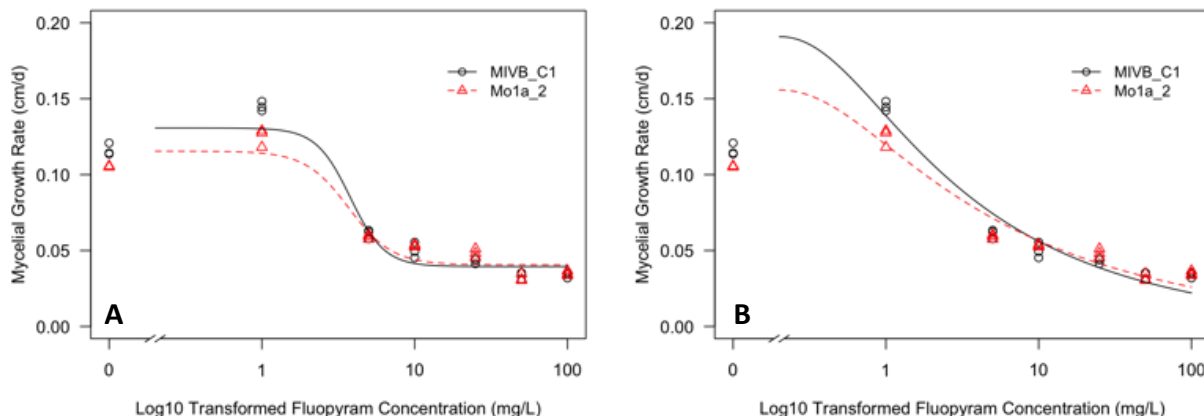 0.20
0.15
0.10
0.05
0.00
Mycelial Growth Rate (cm/d)
MIVB_C1
Mo1a_2
A
0 1 10 100
Log10 Transformed Fluopyram Concentration (mg/L)
0.20
0.15
0.10
0.05
0.00
Mycelial Growth Rate (cm/d)
MIVB_C1
Mo1a_2
B
0 1 10 100
Log10 Transformed Fluopyram Concentration (mg/L)